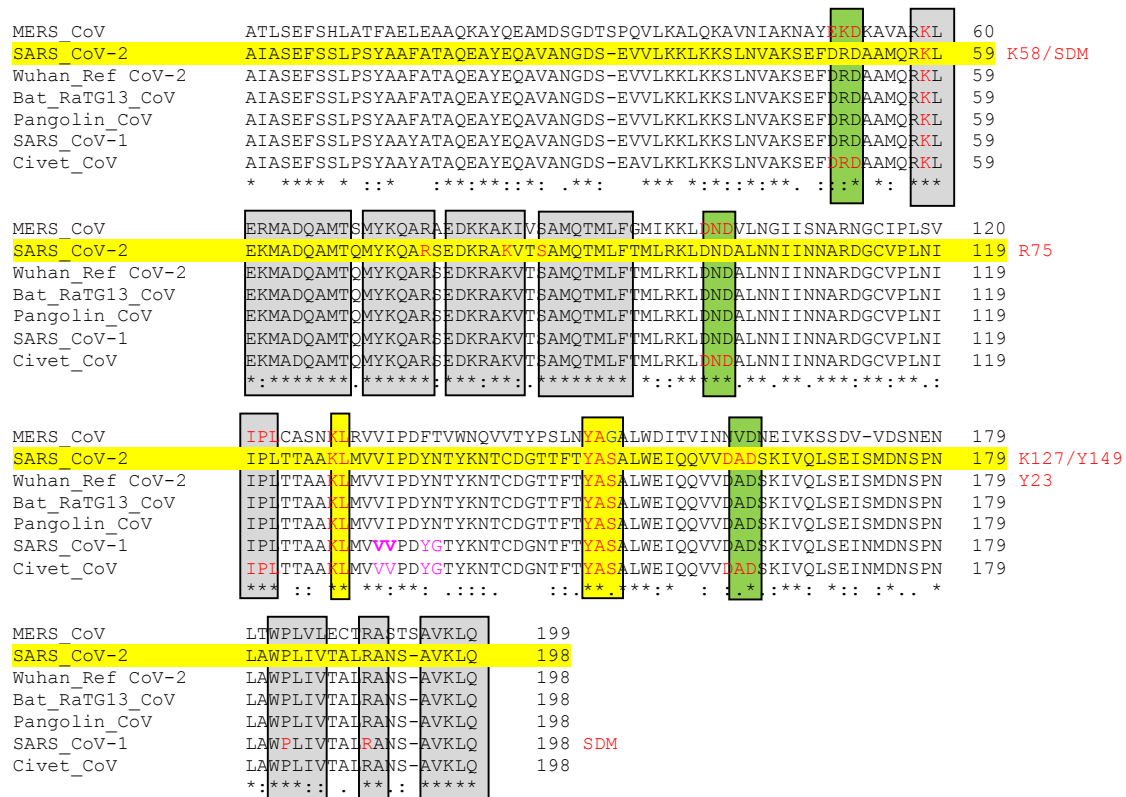 MERS_CoV ATLSEFSHLATFAELEAAQKAYQEAMDSGDTSPQVLKALQKAVNIAKNAYEKDKAVARKL 60
SARS_CoV-2 AIASEFSSLPSYAAFATAQEAYEQAVANGDS-EVVLKKLKKSLNVAKSEFDRDAAMQRKL 59 K58/SDM
Wuhan_Ref CoV-2 AIASEFSSLPSYAAFATAQEAYEQAVANGDS-EVVLKKLKKSLNVAKSEFDRDAAMQRKL 59
Bat_RaTG13_CoV AIASEFSSLPSYAAFATAQEAYEQAVANGDS-EVVLKKLKKSLNVAKSEFDRDAAMQRKL 59
Pangolin_CoV AIASEFSSLPSYAAFATAQEAYEQAVANGDS-EVVLKKLKKSLNVAKSEFDRDAAMQRKL 59
SARS_CoV-1 AIASEFSSLPSYAAYATAQEAYEQAVANGDS-EVVLKKLKKSLNVAKSEFDRDAAMQRKL 59
Civet_CoV AIASEFSSLPSYAAYATAQEAYEQAVANGDS-EAVLKKLKKSLNVAKSEFDRDAAMQRKL 59
* **** * ::* :**:**::*: .**: *** *:**::*:**. :::* *: ***
MERS_CoV ERMADQAMTSMYKQARAEDKKAKIVSAMQTMLFGMIKKLDNDVLNGIISNARNGCIPLSV 120
SARS_CoV-2 EKMADQAMTQMYKQARSEDKRAKVTSAMQTMLFTMLRKLDNDALNNIINNARDGCVPLNI 119 R75
Wuhan_Ref CoV-2 EKMADQAMTQMYKQARSEDKRAKVTSAMQTMLFTMLRKLDNDALNNIINNARDGCVPLNI 119
Bat_RaTG13_CoV EKMADQAMTQMYKQARSEDKRAKVTSAMQTMLFTMLRKLDNDALNNIINNARDGCVPLNI 119
Pangolin_CoV EKMADQAMTQMYKQARSEDKRAKVTSAMQTMLFTMLRKLDNDALNNIINNARDGCVPLNI 119
SARS_CoV-1 EKMADQAMTQMYKQARSEDKRAKVTSAMQTMLFTMLRKLDNDALNNIINNARDGCVPLNI 119
Civet_CoV EKMADQAMTQMYKQARSEDKRAKVTSAMQTMLFTMLRKLDNDALNNIINNARDGCVPLNI 119
*:*******.******:***:**:.******** *::*****.**.**.***:**:**.:
MERS_CoV IPLCASNKLRVVIPDFTVWNQVVTYPSLNYAGALWDITVINNVDNEIVKSSDV-VDSNEN 179
SARS_CoV-2 IPLTTAAKLMVVIPDYNTYKNTCDGTTFTYASALWEIQQVVDADSKIVQLSEISMDNSPN 179 K127/Y149
Wuhan_Ref CoV-2 IPLTTAAKLMVVIPDYNTYKNTCDGTTFTYASALWEIQQVVDADSKIVQLSEISMDNSPN 179 Y23
Bat_RaTG13_CoV IPLTTAAKLMVVIPDYNTYKNTCDGTTFTYASALWEIQQVVDADSKIVQLSEISMDNSPN 179
Pangolin_CoV IPLTTAAKLMVVIPDYNTYKNTCDGTTFTYASALWEIQQVVDADSKIVQLSEISMDNSPN 179
SARS_CoV-1 IPLTTAAKLMVVVPDYGTYKNTCDGNTFTYASALWEIQQVVDADSKIVQLSEINMDNSPN 179
Civet_CoV IPLTTAAKLMVVVPDYGTYKNTCDGNTFTYASALWEIQQVVDADSKIVQLSEINMDNSPN 179
*** :: ** **:**: .:::. ::.**.***:* : :.*.:**: *:: :*.. *
MERS_CoV LTWPLVLECTRASTSAVKLQ 199
SARS_CoV-2 LAWPLIVTALRANS-AVKLQ 198
Wuhan_Ref CoV-2 LAWPLIVTALRANS-AVKLQ 198
Bat_RaTG13_CoV LAWPLIVTALRANS-AVKLQ 198
Pangolin_CoV LAWPLIVTALRANS-AVKLQ 198
SARS_CoV-1 LAWPLIVTALRANS-AVKLQ 198 SDM
Civet_CoV LAWPLIVTALRANS-AVKLQ 198
*:***:: . **.: *****